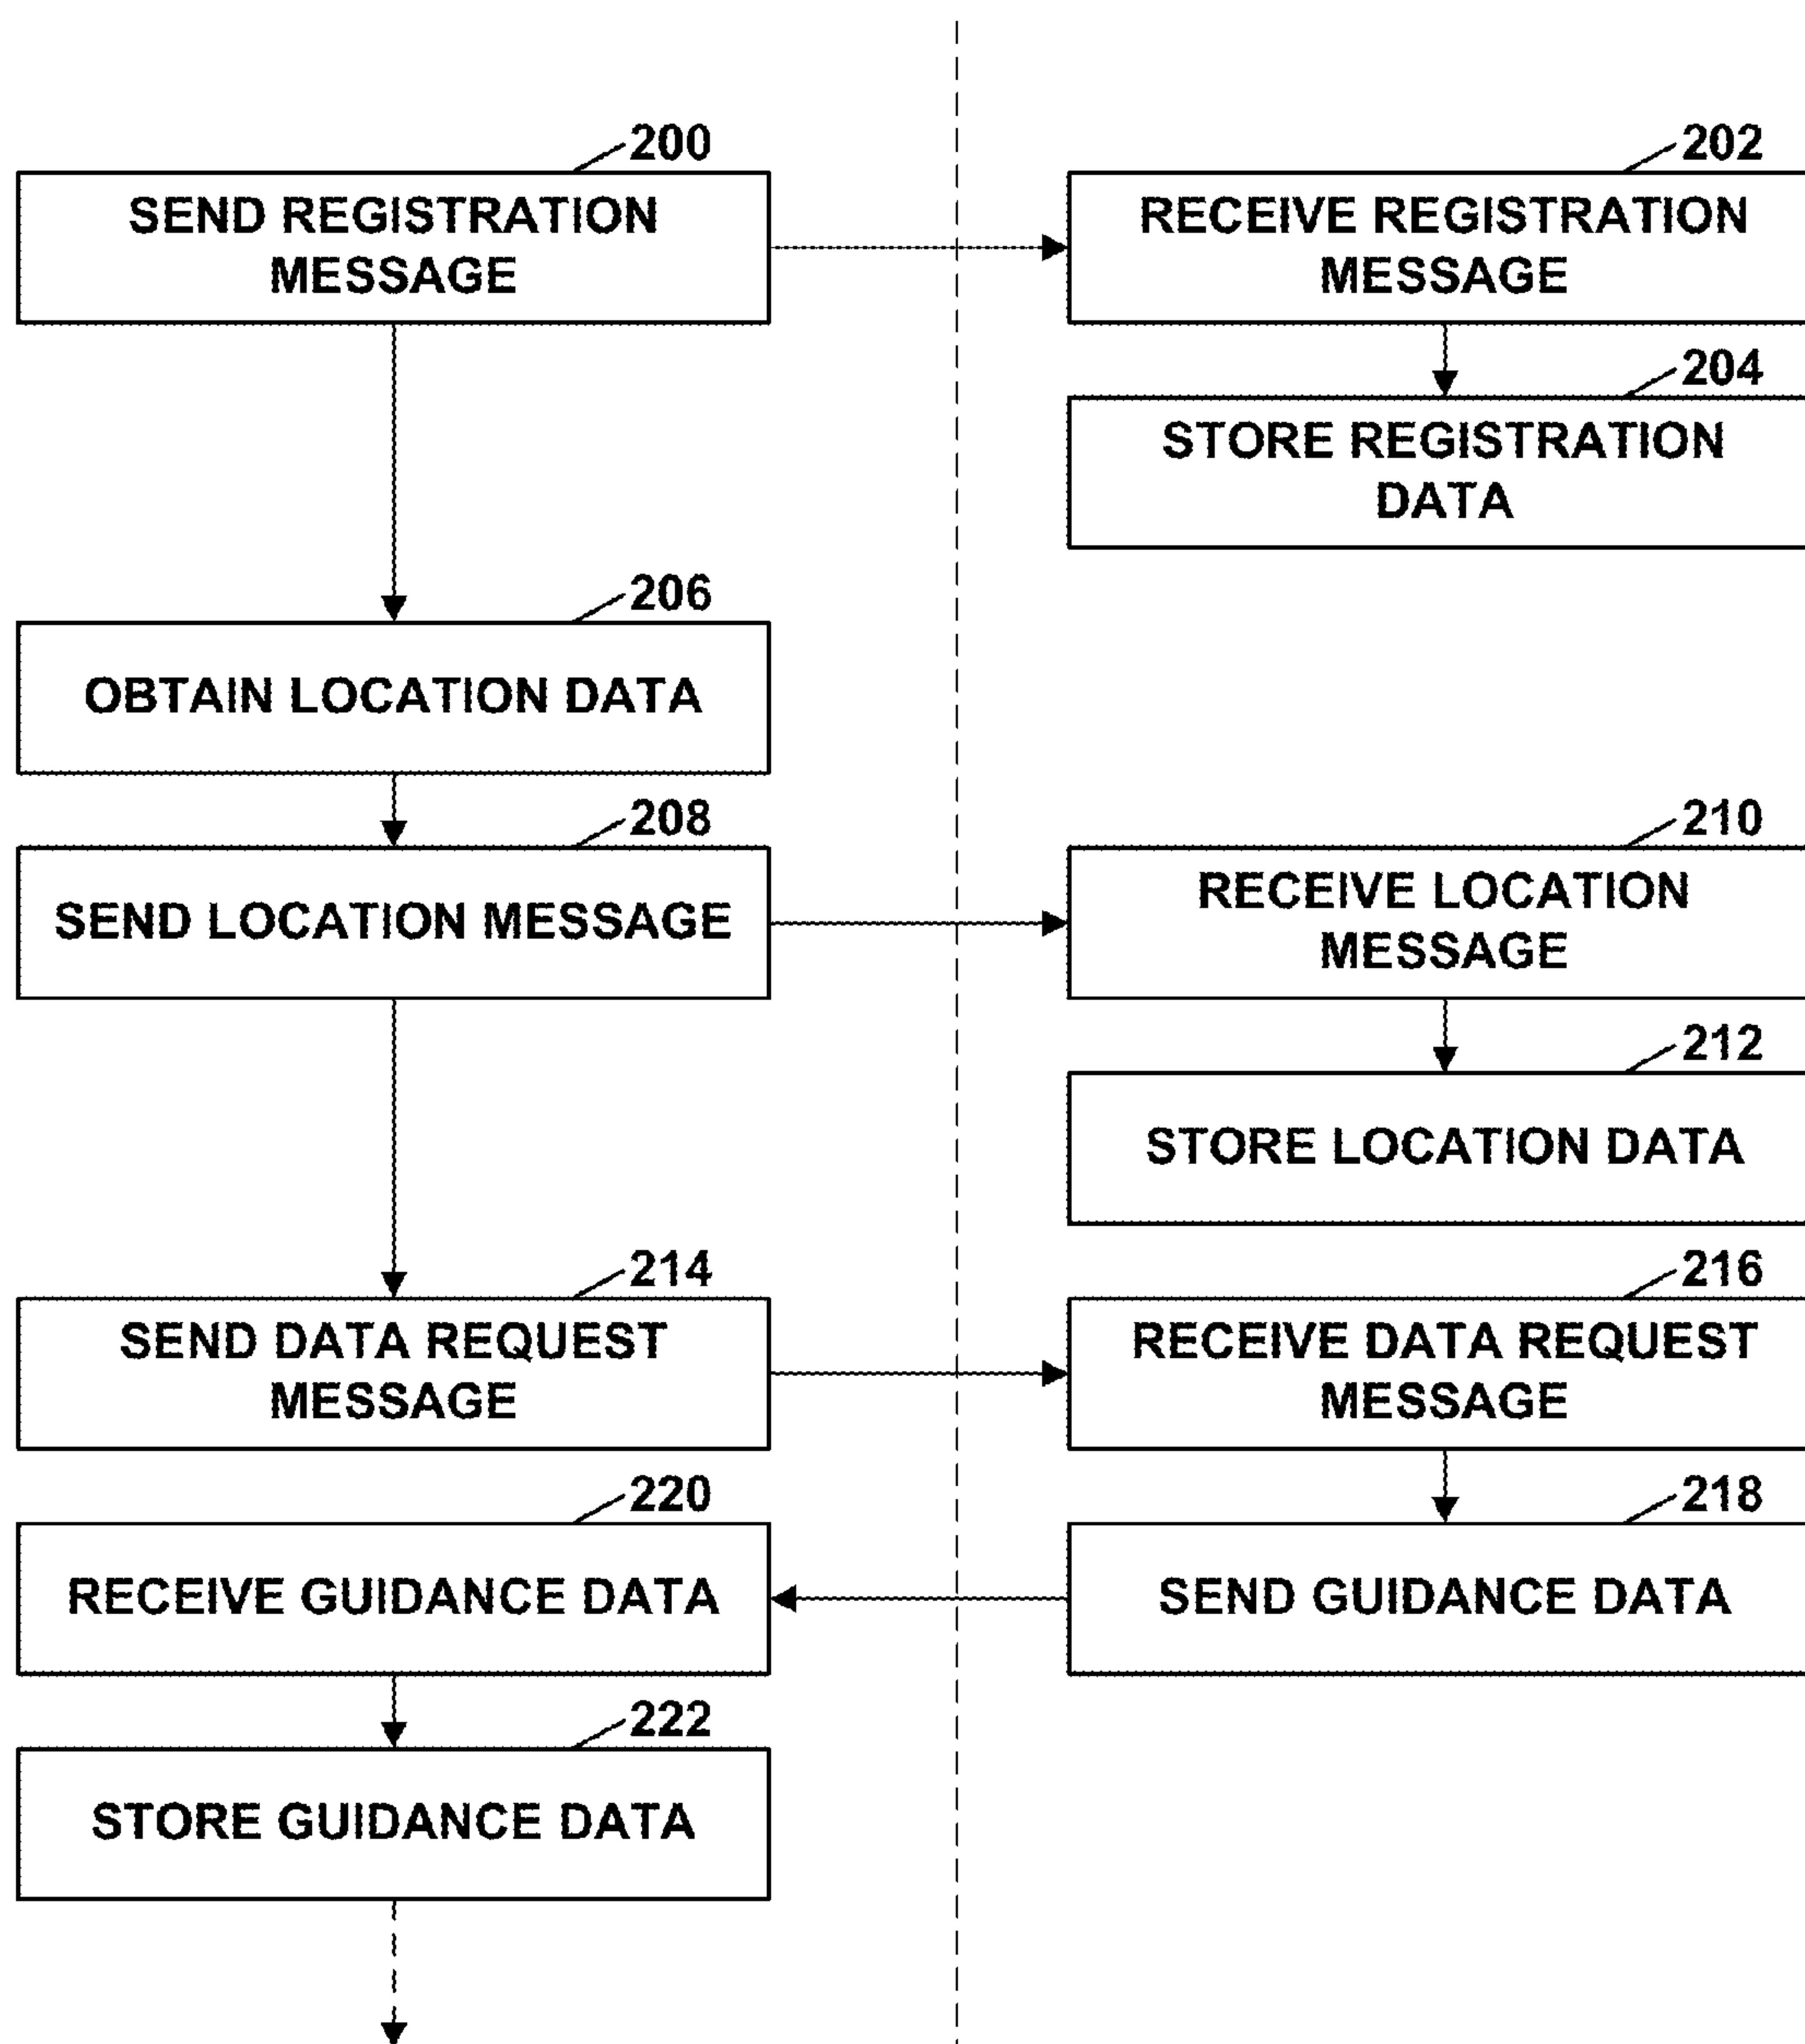 200
SEND REGISTRATION
MESSAGE
202
RECEIVE REGISTRATION
MESSAGE
204
STORE REGISTRATION
DATA
206
OBTAIN LOCATION DATA
208
SEND LOCATION MESSAGE
210
RECEIVE LOCATION
MESSAGE
212
STORE LOCATION DATA
214
SEND DATA REQUEST
MESSAGE
216
RECEIVE DATA REQUEST
MESSAGE
218
SEND GUIDANCE DATA
220
RECEIVE GUIDANCE DATA
222
STORE GUIDANCE DATA